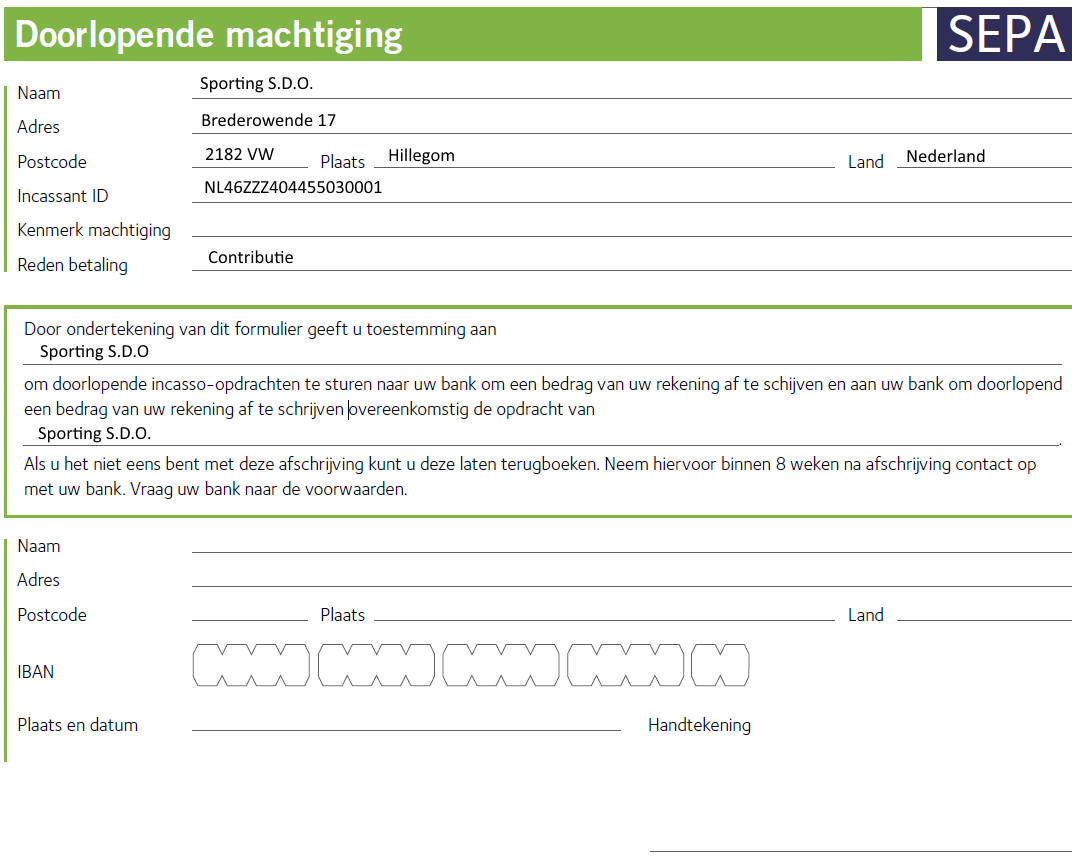 Doorlopende machtiging SEPA
Naam Sporting S.D.O.
Adres Brederowende 17
Postcode 2182 VW Plaats Hillegom Land Nederland
Incassant ID NL46ZZZ404455030001
Kenmerk machtiging
Reden betaling Contributie
Door ondertekening van dit formulier geeft u toestemming aan
Sporting S.D.O
om doorlopende incasso-opdrachten te sturen naar uw bank om een bedrag van uw rekening af te schijven en aan uw bank om doorlopend
een bedrag van uw rekening af te schrijven overeenkomstig de opdracht van
Sporting S.D.O.
.
Als u het niet eens bent met deze afschrijving kunt u deze laten terugboeken. Neem hiervoor binnen 8 weken na afschrijving contact op
met uw bank. Vraag uw bank naar de voorwaarden.
Naam
Adres
Postcode Plaats Land
IBAN
Plaats en datum Handtekening